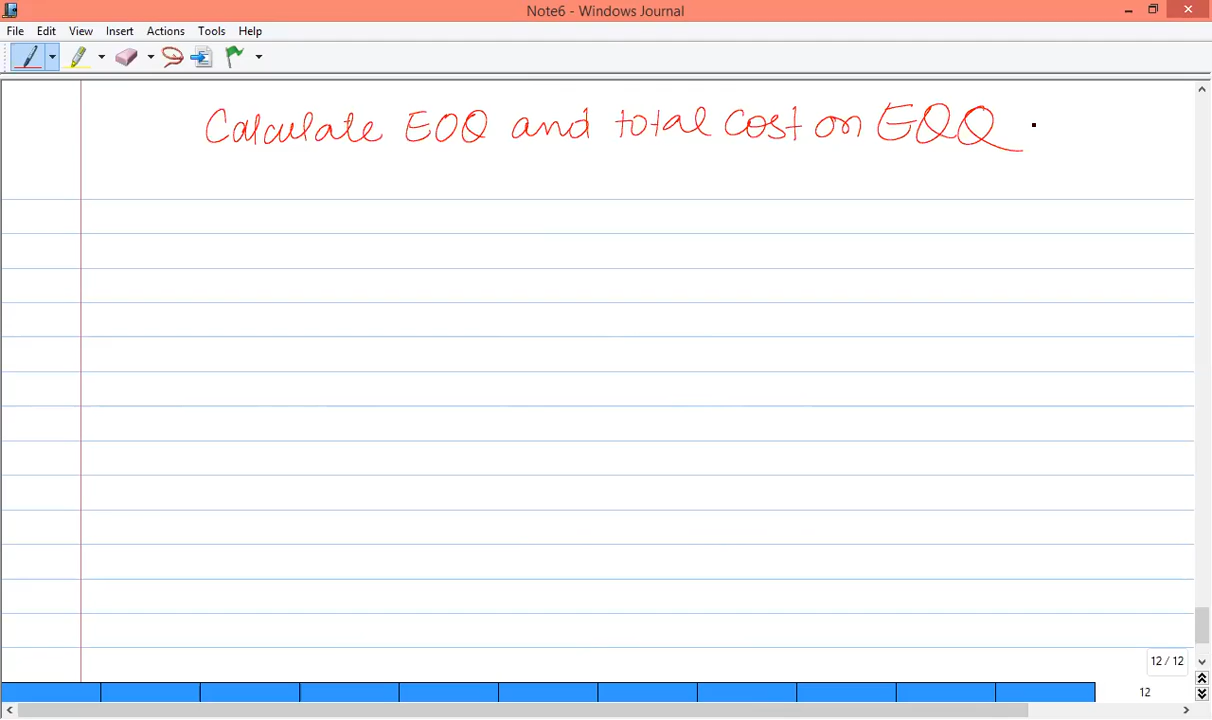 Note6 - Windows Journal
File Edit View Insert Actions Tools Help
Calculate EOQ and total cost on EQQ
12 / 12
12